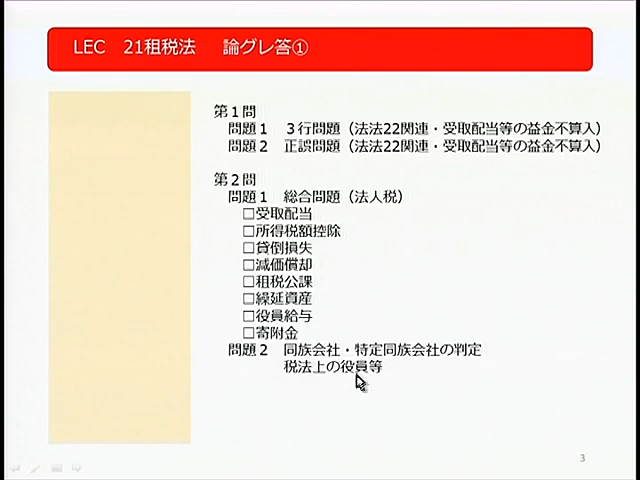 LEC 21租税法 論グレ答①
第１問
問題１ ３行問題（法法22関連・受取配当等の益金不算入）
問題２ 正誤問題（法法22関連・受取配当等の益金不算入）
第２問
問題１ 総合問題（法人税）
□受取配当
□所得税額控除
□貸倒損失
□減価償却
□租税公課
□繰延資産
□役員給与
□寄附金
問題２ 同族会社・特定同族会社の判定
税法上の役員等
3